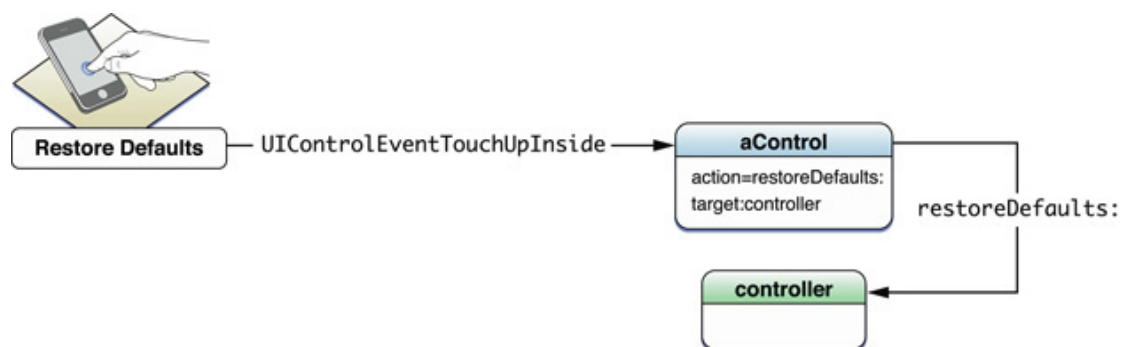 Restore Defaults
UIControlEventTouchUpInside
aControl
action=restoreDefaults:
target:controller
restoreDefaults:
controller